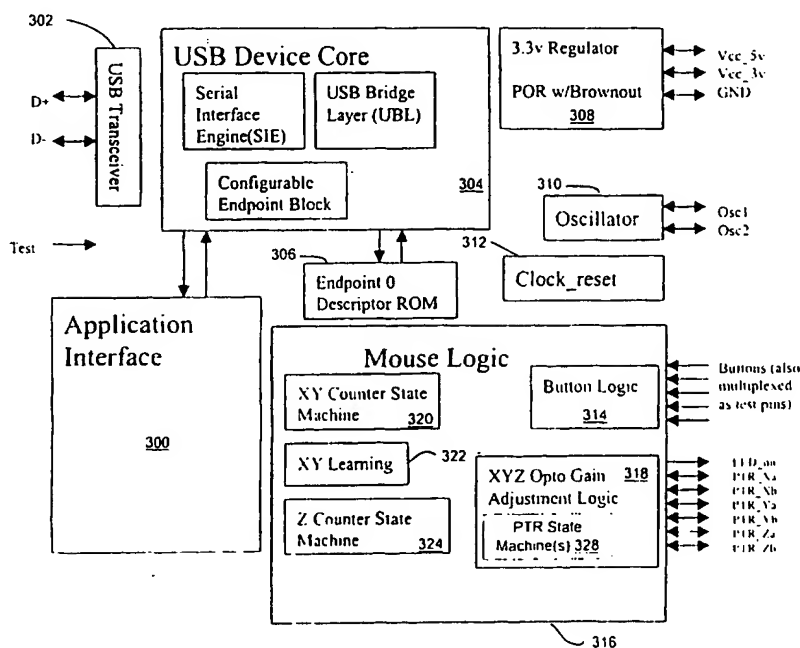 302
USB Transceiver
D+
D-
Test
USB Device Core
Serial
Interface
Engine(SIE)
USB Bridge
Layer (UBL)
Configurable
Endpoint Block
304
3.3v Regulator
POR w/Brownout
308
Vcc_5v
Vcc_3v
GND
310
Oscillator
Osc1
Osc2
312
Clock_reset
306
Endpoint 0
Descriptor ROM
Application
Interface
300
Mouse Logic
XY Counter State
Machine
320
XY Learning
322
Z Counter State
Machine
324
Button Logic
314
Buttons (also
multiplexed
as test pins)
XYZ Opto Gain
318
Adjustment Logic
PTR State
Machine(s) 328
PTR_Xa
PTR_Xb
PTR_Ya
PTR_Yb
PTR_Za
PTR_Zb
316